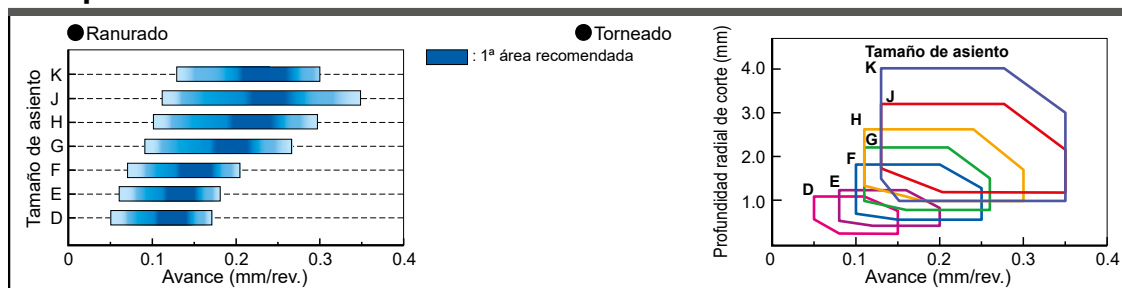 Ranurado
: 1ª área recomendada
Tamaño de asiento
K
J
H
G
F
E
D
0
0.1
0.2
0.3
0.4
Avance (mm/rev.)
Torneado
Profundidad radial de corte (mm)
4.0
3.0
2.0
1.0
Tamaño de asiento
K
J
H
G
F
E
D
0
0.1
0.2
0.3
0.4
Avance (mm/rev.)